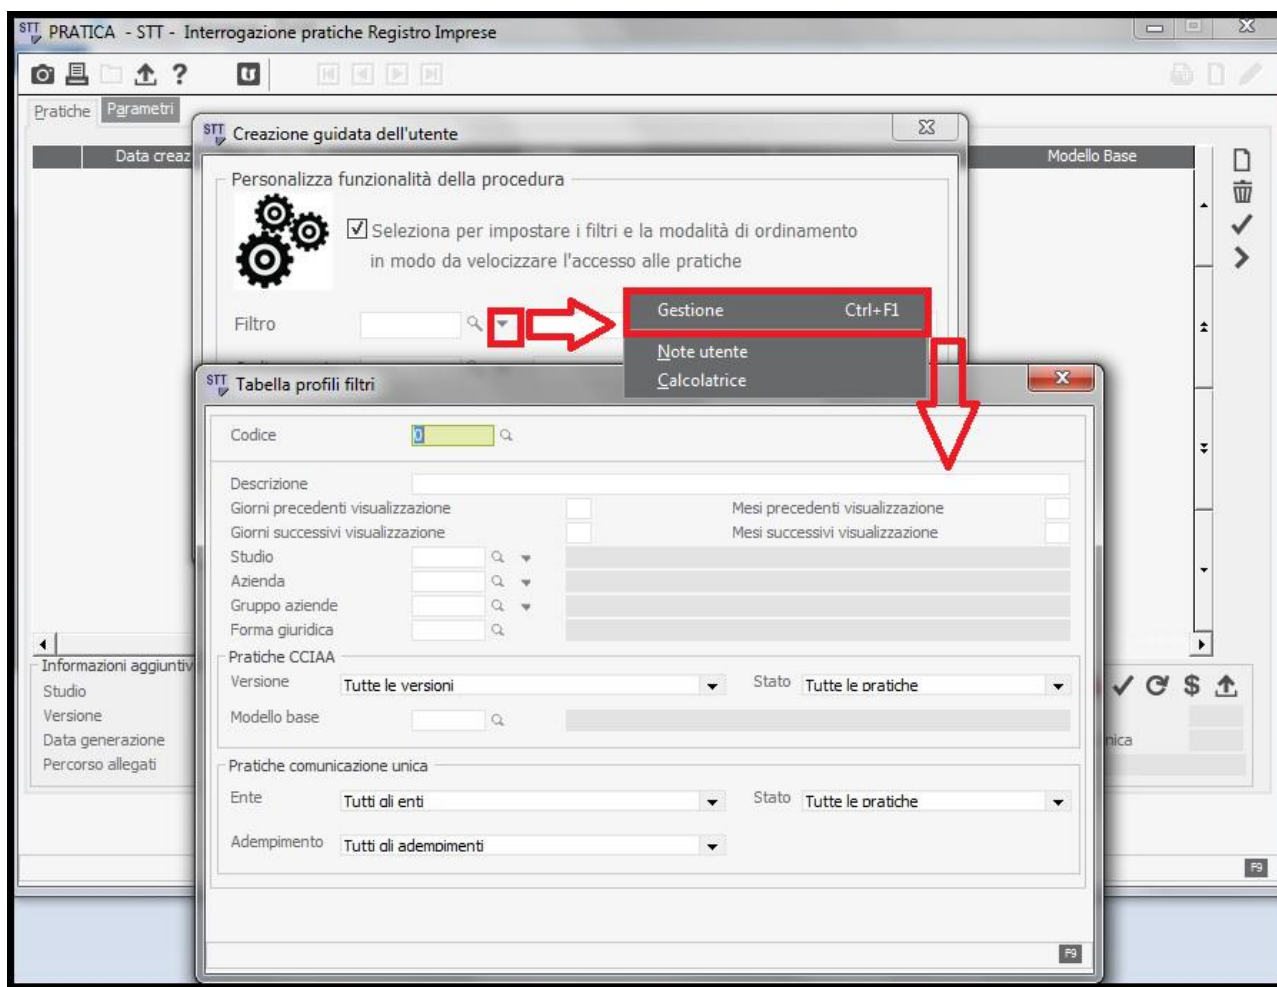 STT PRATICA - STT - Interrogazione pratiche Registro Imprese
Pratiche Parametri
Data creaz Modello Base
STT Creazione guidata dell'utente
Personalizza funzionalità della procedura
Seleziona per impostare i filtri e la modalità di ordinamento
in modo da velocizzare l'accesso alle pratiche
Filtro
Gestione Ctrl+F1
Note utente
Calcolatrice
STT Tabella profili filtri
Codice 0
Descrizione
Giorni precedenti visualizzazione Mesi precedenti visualizzazione
Giorni successivi visualizzazione Mesi successivi visualizzazione
Studio
Azienda
Gruppo aziende
Forma giuridica
Pratiche CCIAA
Versione Tutte le versioni Stato Tutte le pratiche
Modello base
Pratiche comunicazione unica
Ente Tutti gli enti Stato Tutte le pratiche
Adempimento Tutti gli adempimenti
F9
Informazioni aggiuntiv
Studio
Versione
Data generazione nica
Percorso allegati
F9